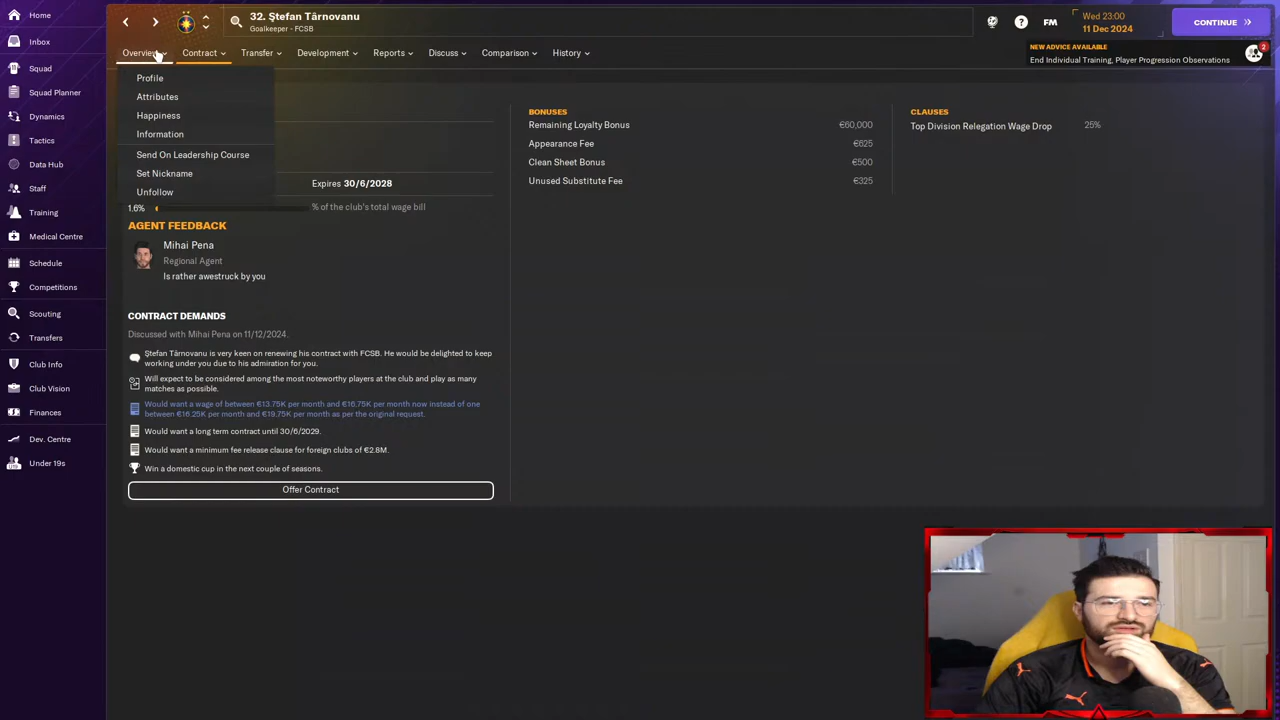 Home
Inbox
Squad
Squad Planner
Dynamics
Tactics
Data Hub
Staff
Training
Medical Centre
Schedule
Competitions
Scouting
Transfers
Club Info
Club Vision
Finances
Dev. Centre
Under 19s
32. Ștefan Târnovanu
Goalkeeper - FCSB
FM
Wed 23:00
11 Dec 2024
CONTINUE
Overview
Contract
Transfer
Development
Reports
Discuss
Comparison
History
NEW ADVICE AVAILABLE
End Individual Training, Player Progression Observations
2
Profile
Attributes
Happiness
Information
Send On Leadership Course
Set Nickname
Unfollow
Expires 30/6/2028
1.6%
% of the club's total wage bill
AGENT FEEDBACK
Mihai Pena
Regional Agent
Is rather awestruck by you
CONTRACT DEMANDS
Discussed with Mihai Pena on 11/12/2024.
Ștefan Târnovanu is very keen on renewing his contract with FCSB. He would be delighted to keep
working under you due to his admiration for you.
Will expect to be considered among the most noteworthy players at the club and play as many
matches as possible.
Would want a wage of between €13.75K per month and €16.75K per month now instead of one
between €16.25K per month and €19.75K per month as per the original request.
Would want a long term contract until 30/6/2029.
Would want a minimum fee release clause for foreign clubs of €2.8M.
Win a domestic cup in the next couple of seasons.
Offer Contract
BONUSES
Remaining Loyalty Bonus €60,000
Appearance Fee €625
Clean Sheet Bonus €500
Unused Substitute Fee €325
CLAUSES
Top Division Relegation Wage Drop 25%